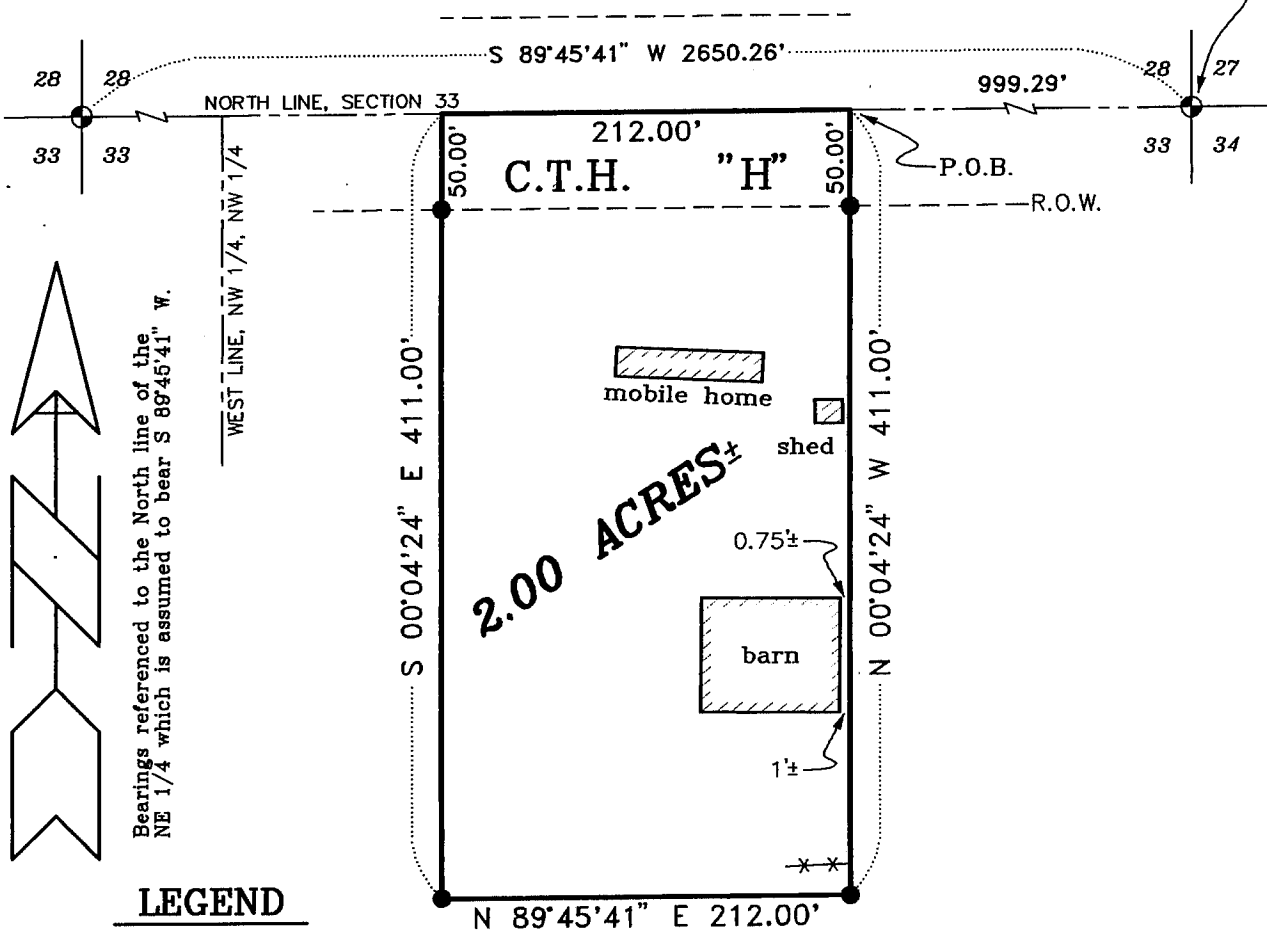 S 89°45'41" W 2650.26'
28 28
33 33
NORTH LINE, SECTION 33
999.29'
28 27
33 34
212.00'
50.00'
50.00'
C.T.H. "H"
P.O.B.
R.O.W.
WEST LINE, NW 1/4, NW 1/4
Bearings referenced to the North line of the
NE 1/4 which is assumed to bear S 89°45'41" W.
mobile home
shed
S 00°04'24" E 411.00'
N 00°04'24" W 411.00'
2.00 ACRES±
0.75'±
barn
1'±
LEGEND
N 89°45'41" E 212.00'